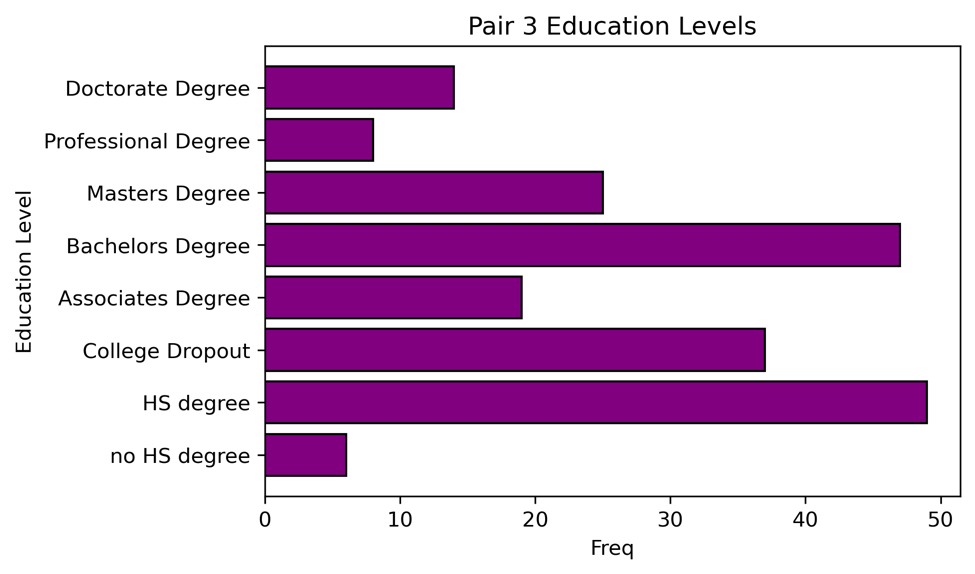 Pair 3 Education Levels
Doctorate Degree
Professional Degree
Masters Degree
Bachelors Degree
Associates Degree
College Dropout
HS degree
no HS degree
Education Level
0 10 20 30 40 50
Freq